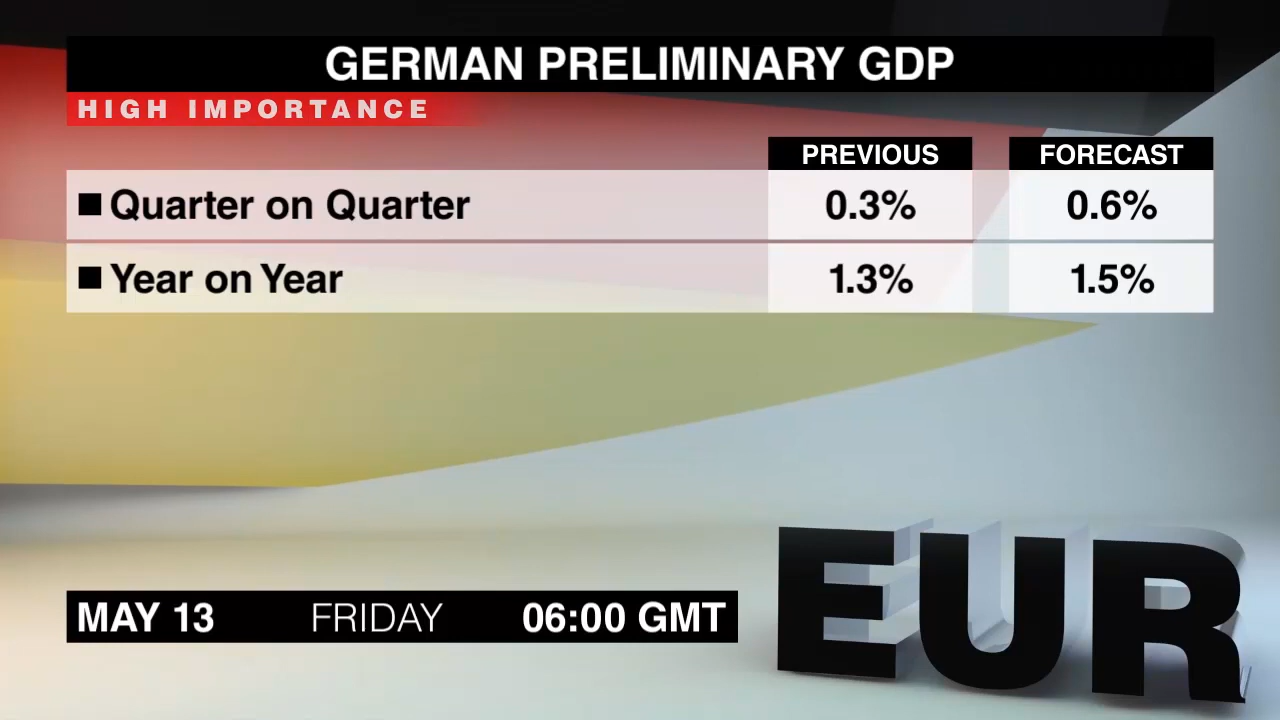 GERMAN PRELIMINARY GDP
HIGH IMPORTANCE
PREVIOUS FORECAST
Quarter on Quarter 0.3% 0.6%
Year on Year 1.3% 1.5%
MAY 13 FRIDAY 06:00 GMT
EUR